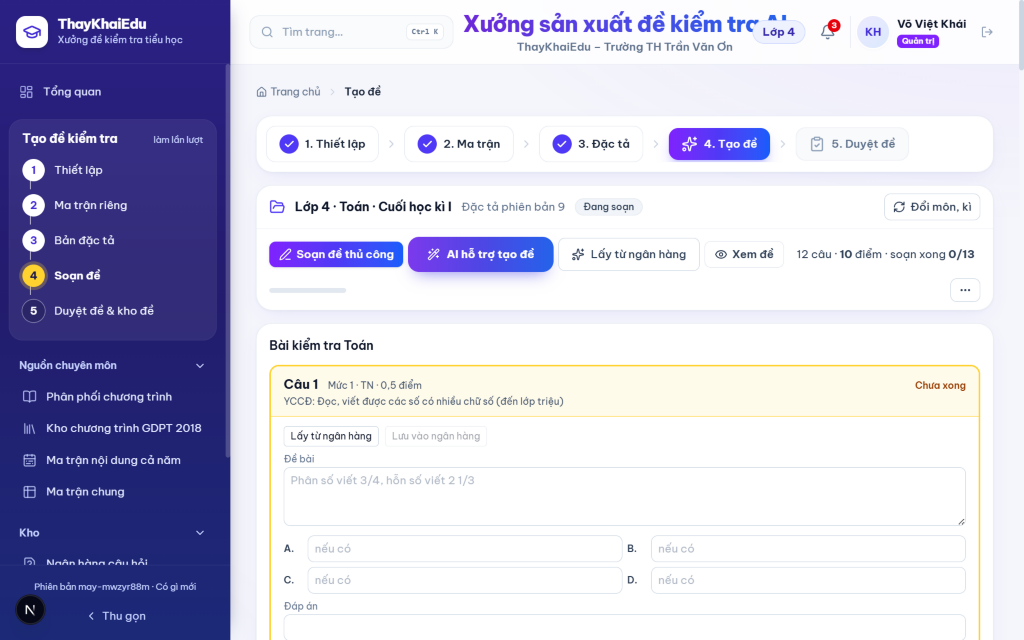 ThayKhaiEdu
Xưởng đề kiểm tra tiểu học
Tổng quan
Tạo đề kiểm tra
làm lần lượt
1 Thiết lập
2 Ma trận riêng
3 Bản đặc tả
4 Soạn đề
5 Duyệt đề & kho đề
Nguồn chuyên môn
Phân phối chương trình
Kho chương trình GDPT 2018
Ma trận nội dung cả năm
Ma trận chung
Kho
Ngân hàng câu hỏi
Phiên bản may-mwzyr88m · Có gì mới
N
Thu gọn
Tìm trang...
Ctrl K
Xưởng sản xuất đề kiểm tra AI
ThayKhaiEdu – Trường TH Trần Văn Ơn
Lớp 4
3
KH
Võ Việt Khái
Quản trị
Trang chủ
Tạo đề
1. Thiết lập
2. Ma trận
3. Đặc tả
4. Tạo đề
5. Duyệt đề
Lớp 4 · Toán · Cuối học kì I
Đặc tả phiên bản 9
Đang soạn
Đổi môn, kì
Soạn đề thủ công
AI hỗ trợ tạo đề
Lấy từ ngân hàng
Xem đề
12 câu · 10 điểm · soạn xong 0/13
...
Bài kiểm tra Toán
Câu 1 Mức 1 · TN · 0,5 điểm
Chưa xong
YCCĐ: Đọc, viết được các số có nhiều chữ số (đến lớp triệu)
Lấy từ ngân hàng
Lưu vào ngân hàng
Đề bài
Phân số viết 3/4, hỗn số viết 2 1/3
A. nếu có
B. nếu có
C. nếu có
D. nếu có
Đáp án